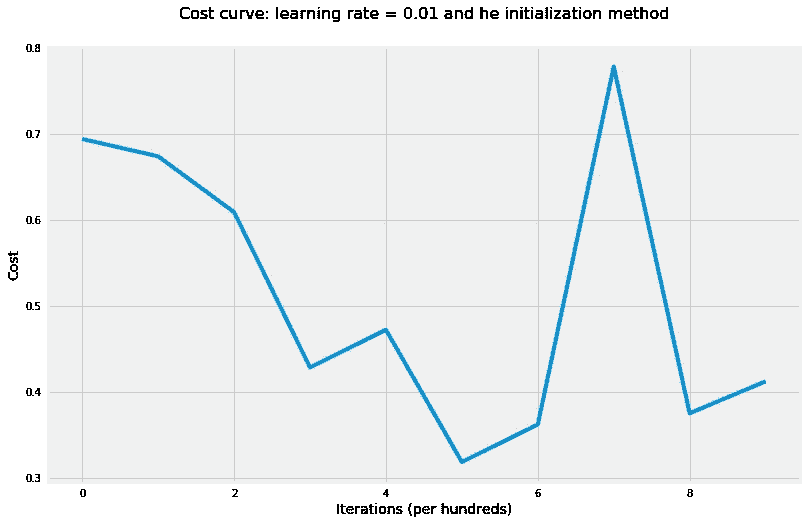 Cost curve: learning rate = 0.01 and he initialization method
0.8
0.7
0.6
0.5
0.4
0.3
Cost
0 2 4 6 8
Iterations (per hundreds)